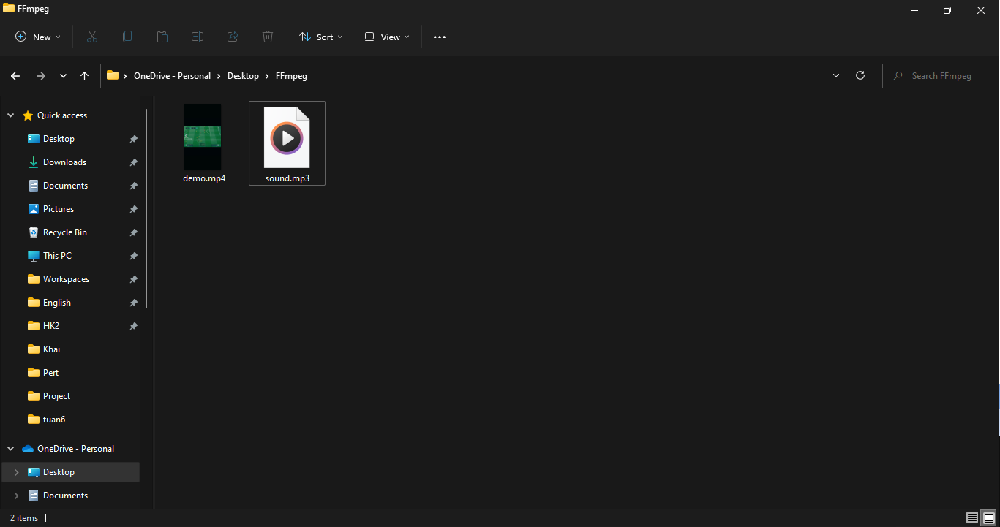 FFmpeg
New
Sort
View
OneDrive - Personal
Desktop
FFmpeg
Search FFmpeg
Quick access
Desktop
Downloads
Documents
Pictures
Recycle Bin
This PC
Workspaces
English
HK2
Khai
Pert
Project
tuan6
OneDrive - Personal
Desktop
Documents
demo.mp4
sound.mp3
2 items